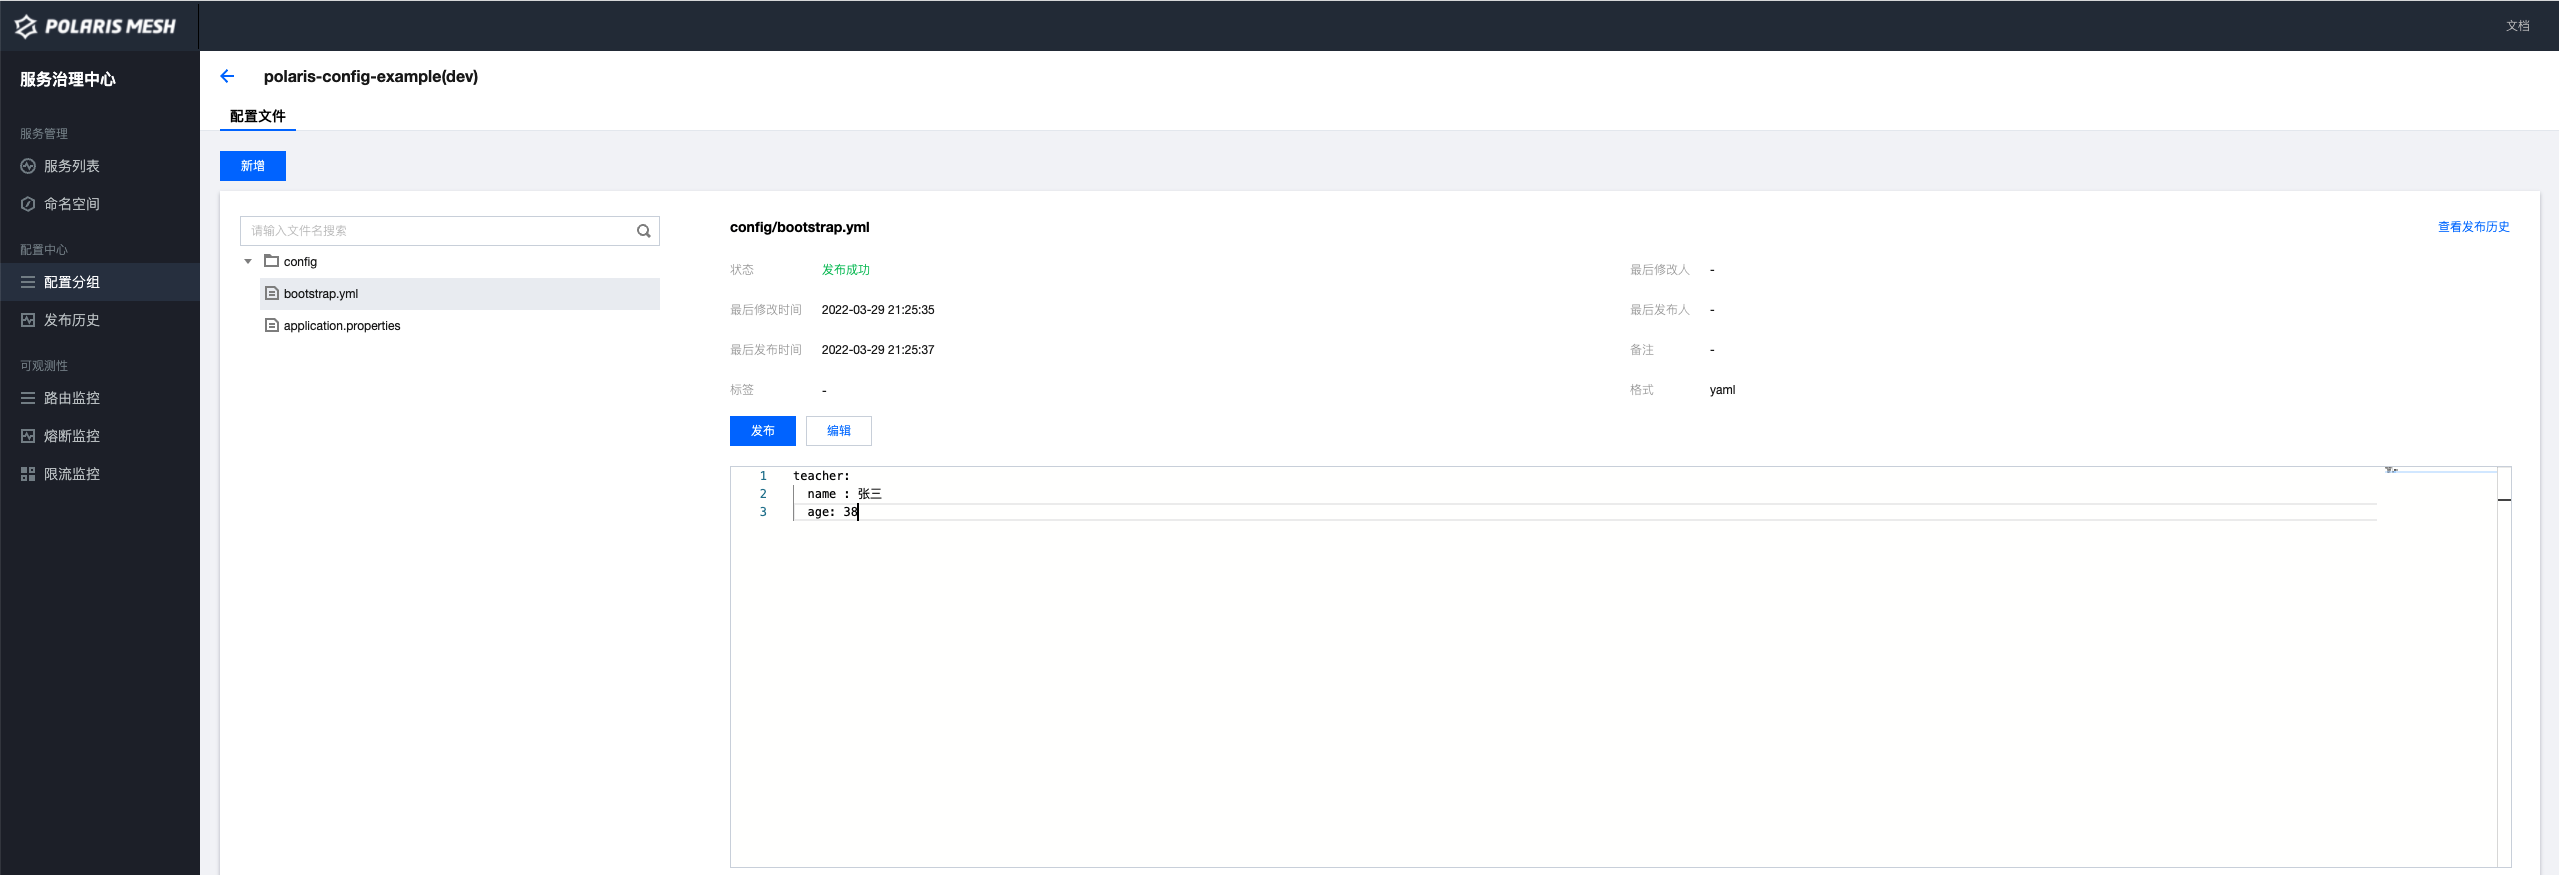 POLARIS MESH
文档
服务治理中心
服务管理
服务列表
命名空间
配置中心
配置分组
发布历史
可观测性
路由监控
熔断监控
限流监控
polaris-config-example(dev)
配置文件
新增
请输入文件名搜索
config
bootstrap.yml
application.properties
config/bootstrap.yml
查看发布历史
状态 发布成功 最后修改人 -
最后修改时间 2022-03-29 21:25:35 最后发布人 -
最后发布时间 2022-03-29 21:25:37 备注 -
标签 - 格式 yaml
发布 编辑
1 teacher:
2 name : 张三
3 age: 38